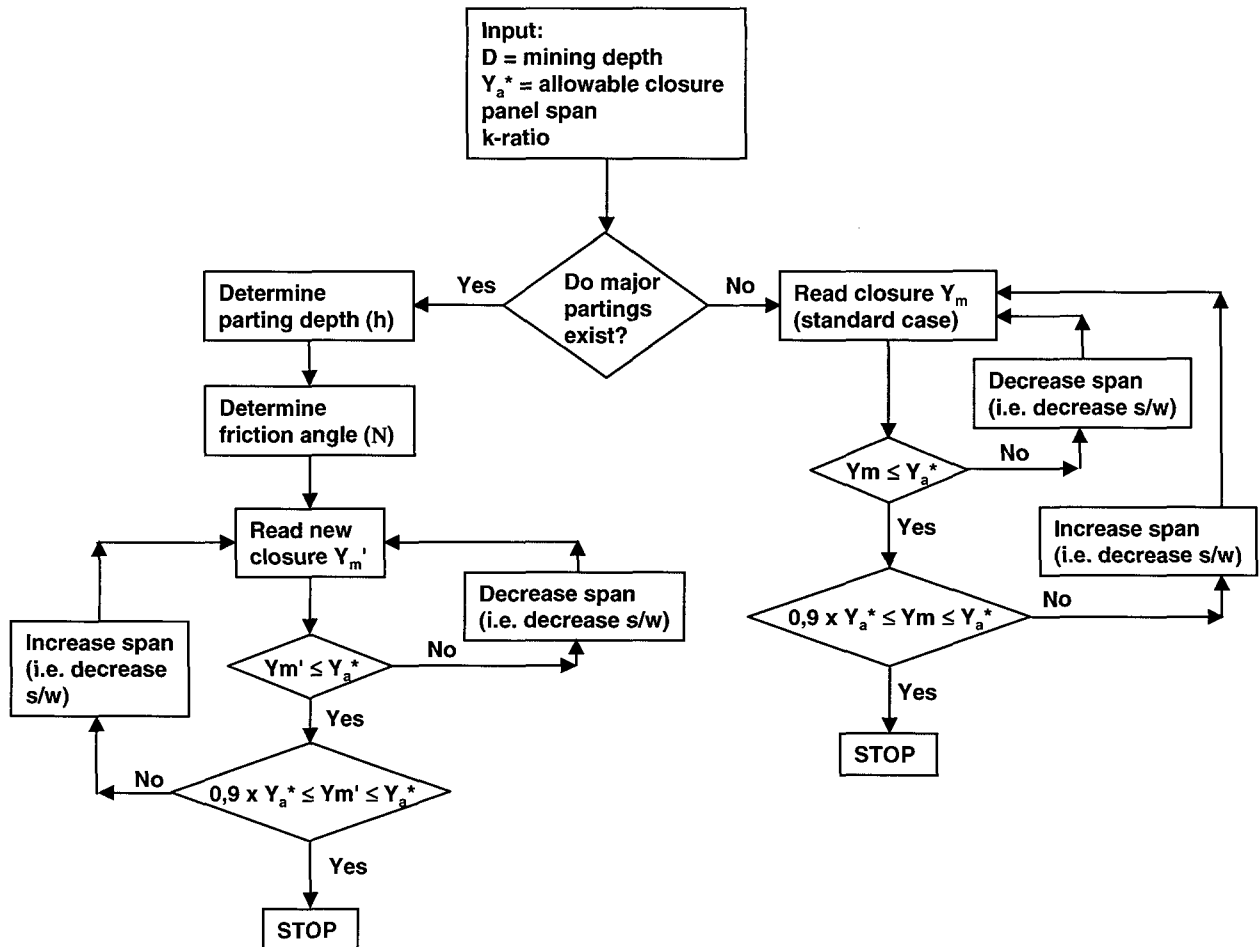 Input:
D = mining depth
Yₐ* = allowable closure
panel span
k-ratio
Do major
partings
exist?
Yes
No
Determine
parting depth (h)
Determine
friction angle (N)
Read new
closure Yₘ'
Decrease span
(i.e. decrease s/w)
Increase span
(i.e. decrease
s/w)
Ym' ≤ Yₐ*
No
Yes
0,9 x Yₐ* ≤ Ym' ≤ Yₐ*
No
Yes
STOP
Read closure Yₘ
(standard case)
Decrease span
(i.e. decrease s/w)
Ym ≤ Yₐ*
No
Yes
Increase span
(i.e. decrease s/w)
0,9 x Yₐ* ≤ Ym ≤ Yₐ*
No
Yes
STOP